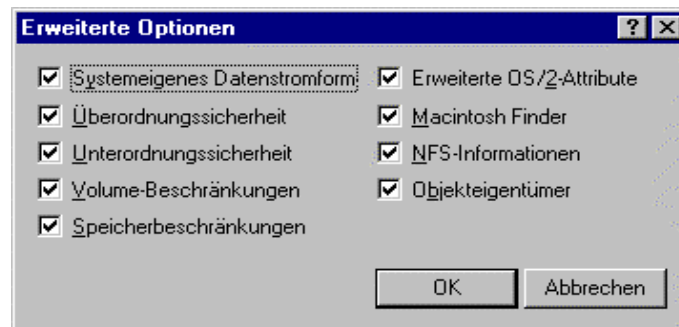 Erweiterte Optionen
Systemeigenes Datenstromform
Überordnungssicherheit
Unterordnungssicherheit
Volume-Beschränkungen
Speicherbeschränkungen
Erweiterte OS/2-Attribute
Macintosh Finder
NFS-Informationen
Objekteigentümer
OK
Abbrechen